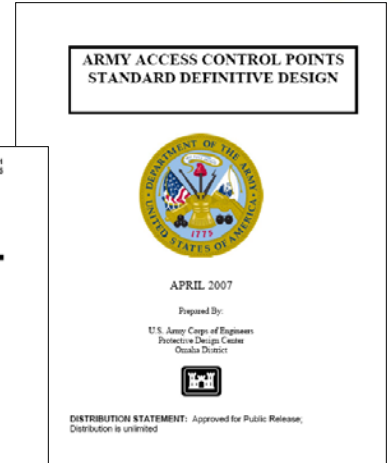 ARMY ACCESS CONTROL POINTS
STANDARD DEFINITIVE DESIGN
DEPARTMENT OF THE ARMY
UNITED STATES OF AMERICA
1775
APRIL 2007
Prepared By:
U.S. Army Corps of Engineers
Protective Design Center
Omaha District
DISTRIBUTION STATEMENT: Approved for Public Release;
Distribution is unlimited